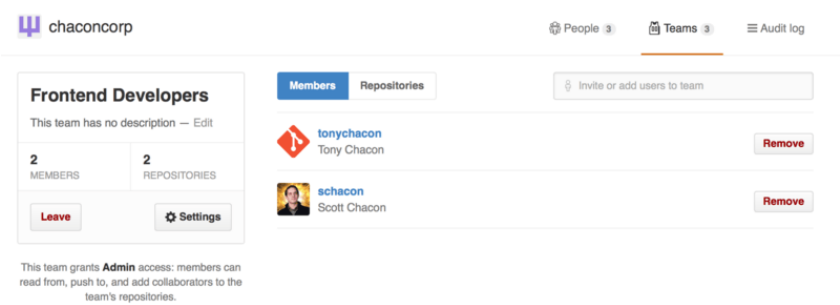 chaconcorp
People 3
Teams 3
Audit log
Frontend Developers
This team has no description — Edit
2
MEMBERS
2
REPOSITORIES
Leave
Settings
This team grants Admin access: members can
read from, push to, and add collaborators to the
team's repositories.
Members
Repositories
Invite or add users to team
tonychacon
Tony Chacon
Remove
schacon
Scott Chacon
Remove